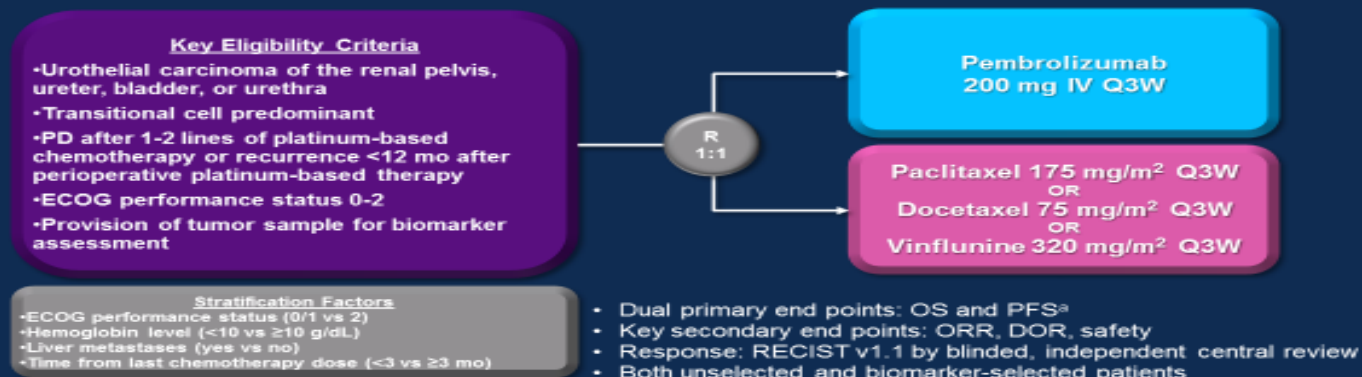 Key Eligibility Criteria
•Urothelial carcinoma of the renal pelvis,
ureter, bladder, or urethra
•Transitional cell predominant
•PD after 1-2 lines of platinum-based
chemotherapy or recurrence <12 mo after
perioperative platinum-based therapy
•ECOG performance status 0-2
•Provision of tumor sample for biomarker
assessment
R
1:1
Pembrolizumab
200 mg IV Q3W
Paclitaxel 175 mg/m² Q3W
OR
Docetaxel 75 mg/m² Q3W
OR
Vinflunine 320 mg/m² Q3W
Stratification Factors
•ECOG performance status (0/1 vs 2)
•Hemoglobin level (<10 vs ≥10 g/dL)
•Liver metastases (yes vs no)
•Time from last chemotherapy dose (<3 vs ≥3 mo)
• Dual primary end points: OS and PFSᵃ
• Key secondary end points: ORR, DOR, safety
• Response: RECIST v1.1 by blinded, independent central review
• Both unselected and biomarker-selected patients